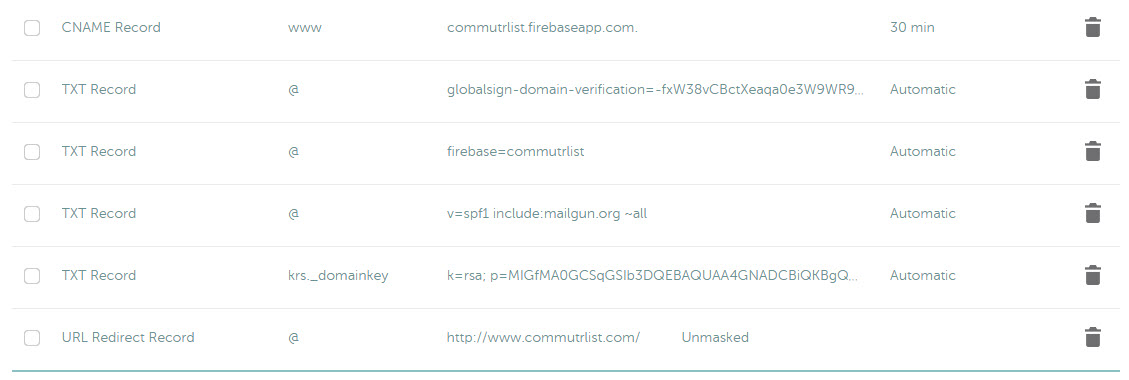 CNAME Record www commutrlist.firebaseapp.com. 30 min
TXT Record @ globalsign-domain-verification=-fxW38vCBctXeaqa0e3W9WR9... Automatic
TXT Record @ firebase=commutrlist Automatic
TXT Record @ v=spf1 include:mailgun.org ~all Automatic
TXT Record krs._domainkey k=rsa; p=MIGfMA0GCSqGSIb3DQEBAQUAA4GNADCBiQKBgQ... Automatic
URL Redirect Record @ http://www.commutrlist.com/ Unmasked